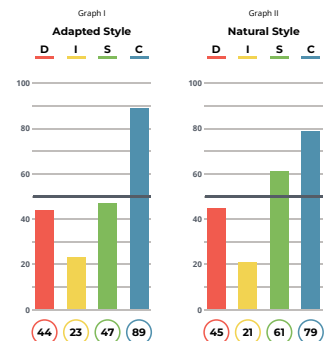 Graph I
Adapted Style
D I S C
100
80
60
40
20
0
44 23 47 89
Graph II
Natural Style
D I S C
100
80
60
40
20
0
45 21 61 79